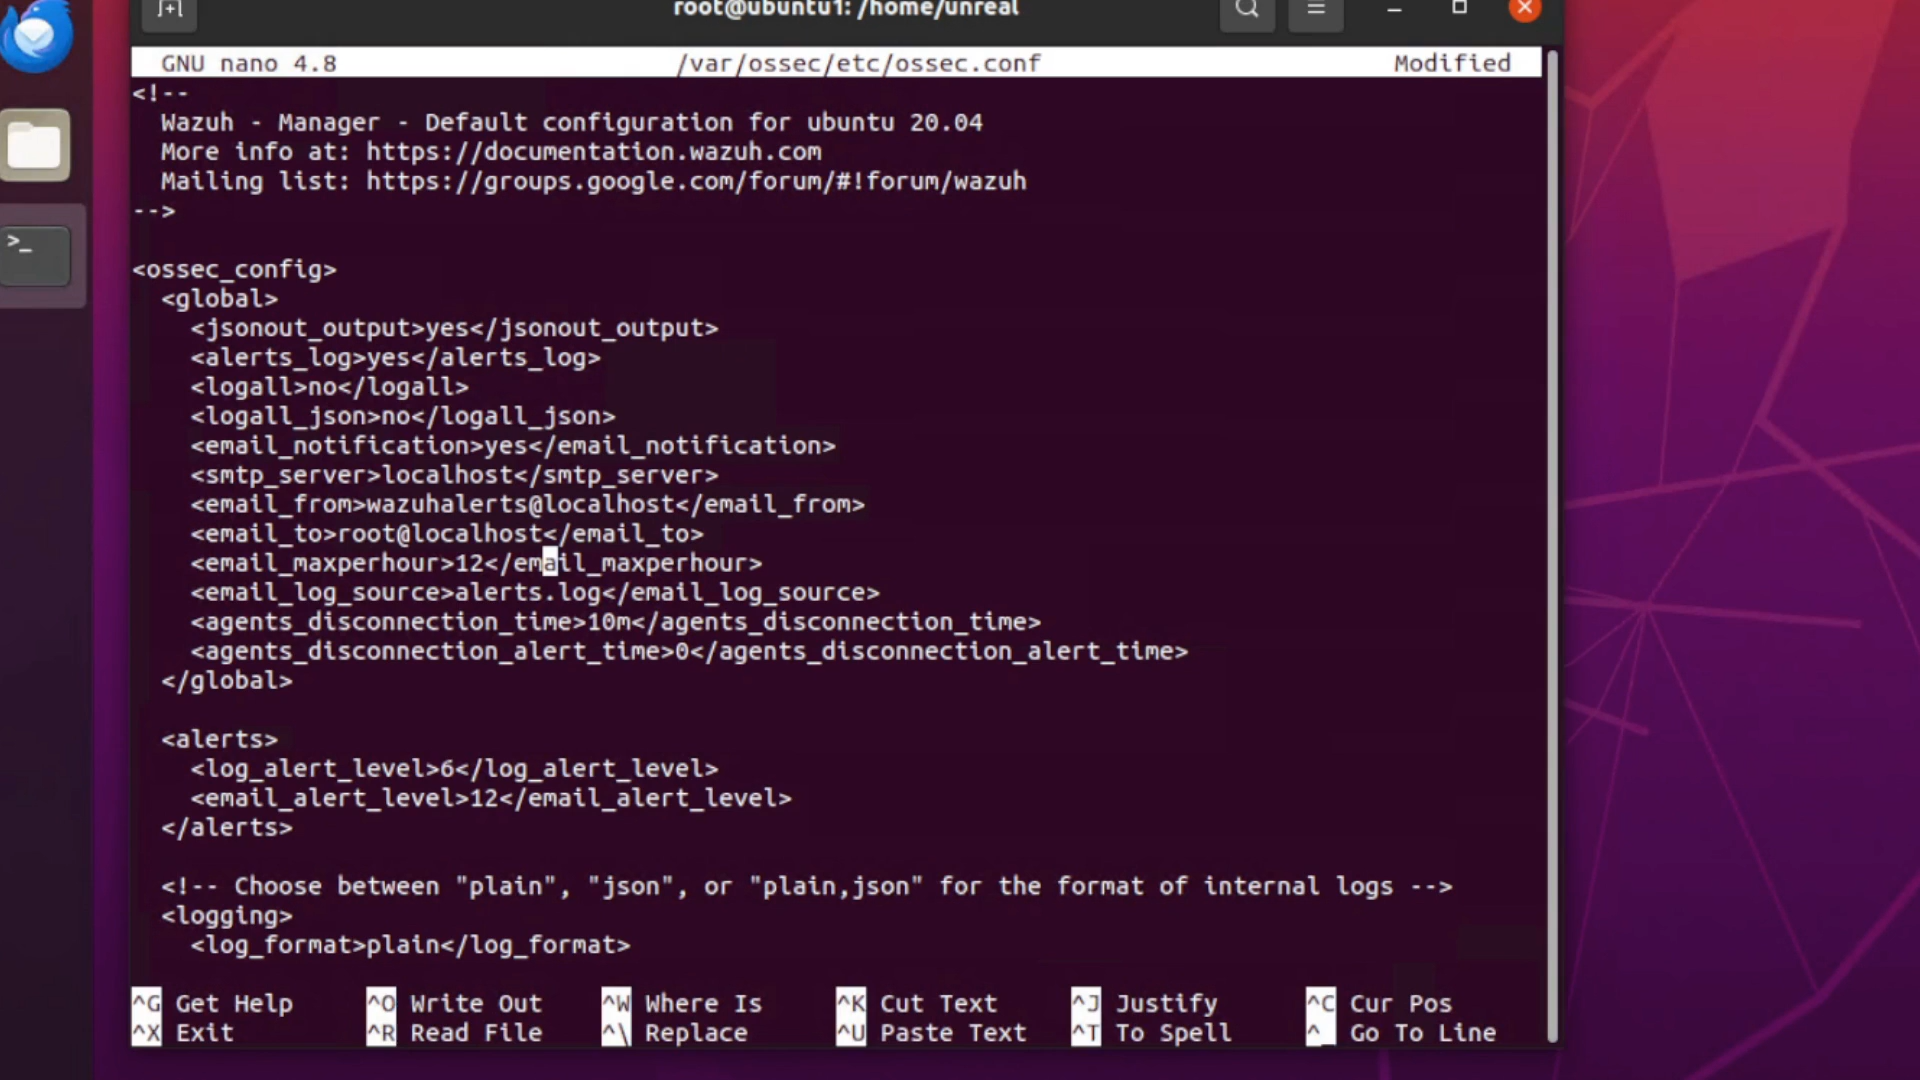 root@ubuntu1: /home/unreal
GNU nano 4.8 /var/ossec/etc/ossec.conf Modified
<!--
Wazuh - Manager - Default configuration for ubuntu 20.04
More info at: https://documentation.wazuh.com
Mailing list: https://groups.google.com/forum/#!forum/wazuh
-->
<ossec_config>
<global>
<jsonout_output>yes</jsonout_output>
<alerts_log>yes</alerts_log>
<logall>no</logall>
<logall_json>no</logall_json>
<email_notification>yes</email_notification>
<smtp_server>localhost</smtp_server>
<email_from>wazuhalerts@localhost</email_from>
<email_to>root@localhost</email_to>
<email_maxperhour>12</email_maxperhour>
<email_log_source>alerts.log</email_log_source>
<agents_disconnection_time>10m</agents_disconnection_time>
<agents_disconnection_alert_time>0</agents_disconnection_alert_time>
</global>
<alerts>
<log_alert_level>6</log_alert_level>
<email_alert_level>12</email_alert_level>
</alerts>
<!-- Choose between "plain", "json", or "plain,json" for the format of internal logs -->
<logging>
<log_format>plain</log_format>
^G Get Help ^O Write Out ^W Where Is ^K Cut Text ^J Justify ^C Cur Pos
^X Exit ^R Read File ^\ Replace ^U Paste Text ^T To Spell ^_ Go To Line